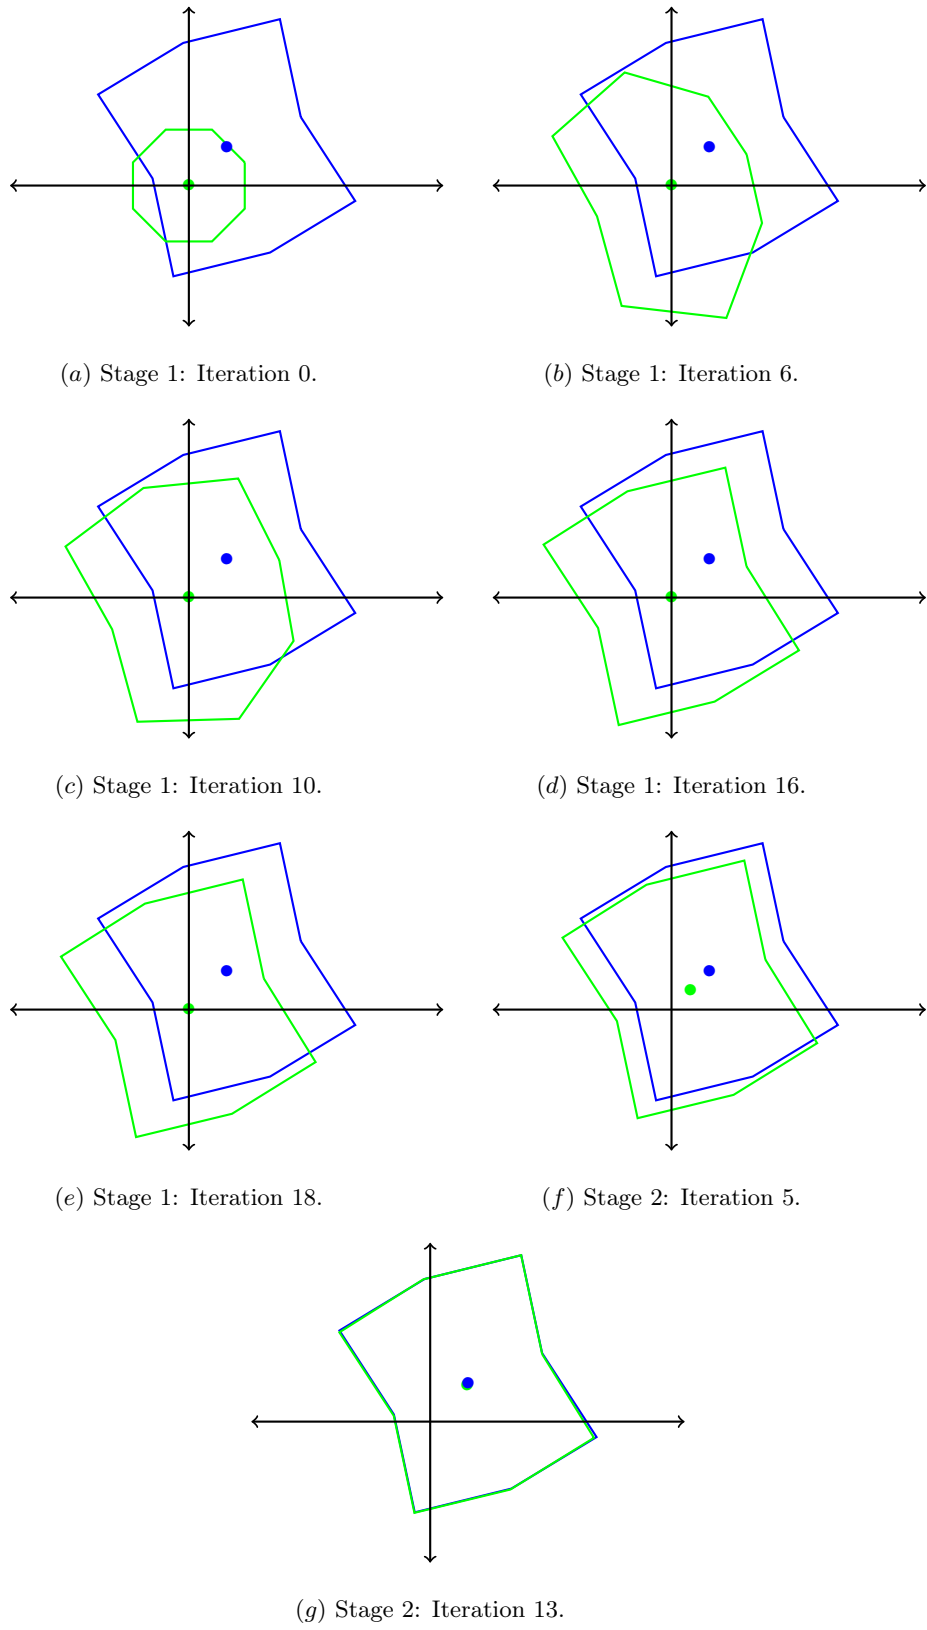 (a) Stage 1: Iteration 0.
(b) Stage 1: Iteration 6.
(c) Stage 1: Iteration 10.
(d) Stage 1: Iteration 16.
(e) Stage 1: Iteration 18.
(f) Stage 2: Iteration 5.
(g) Stage 2: Iteration 13.